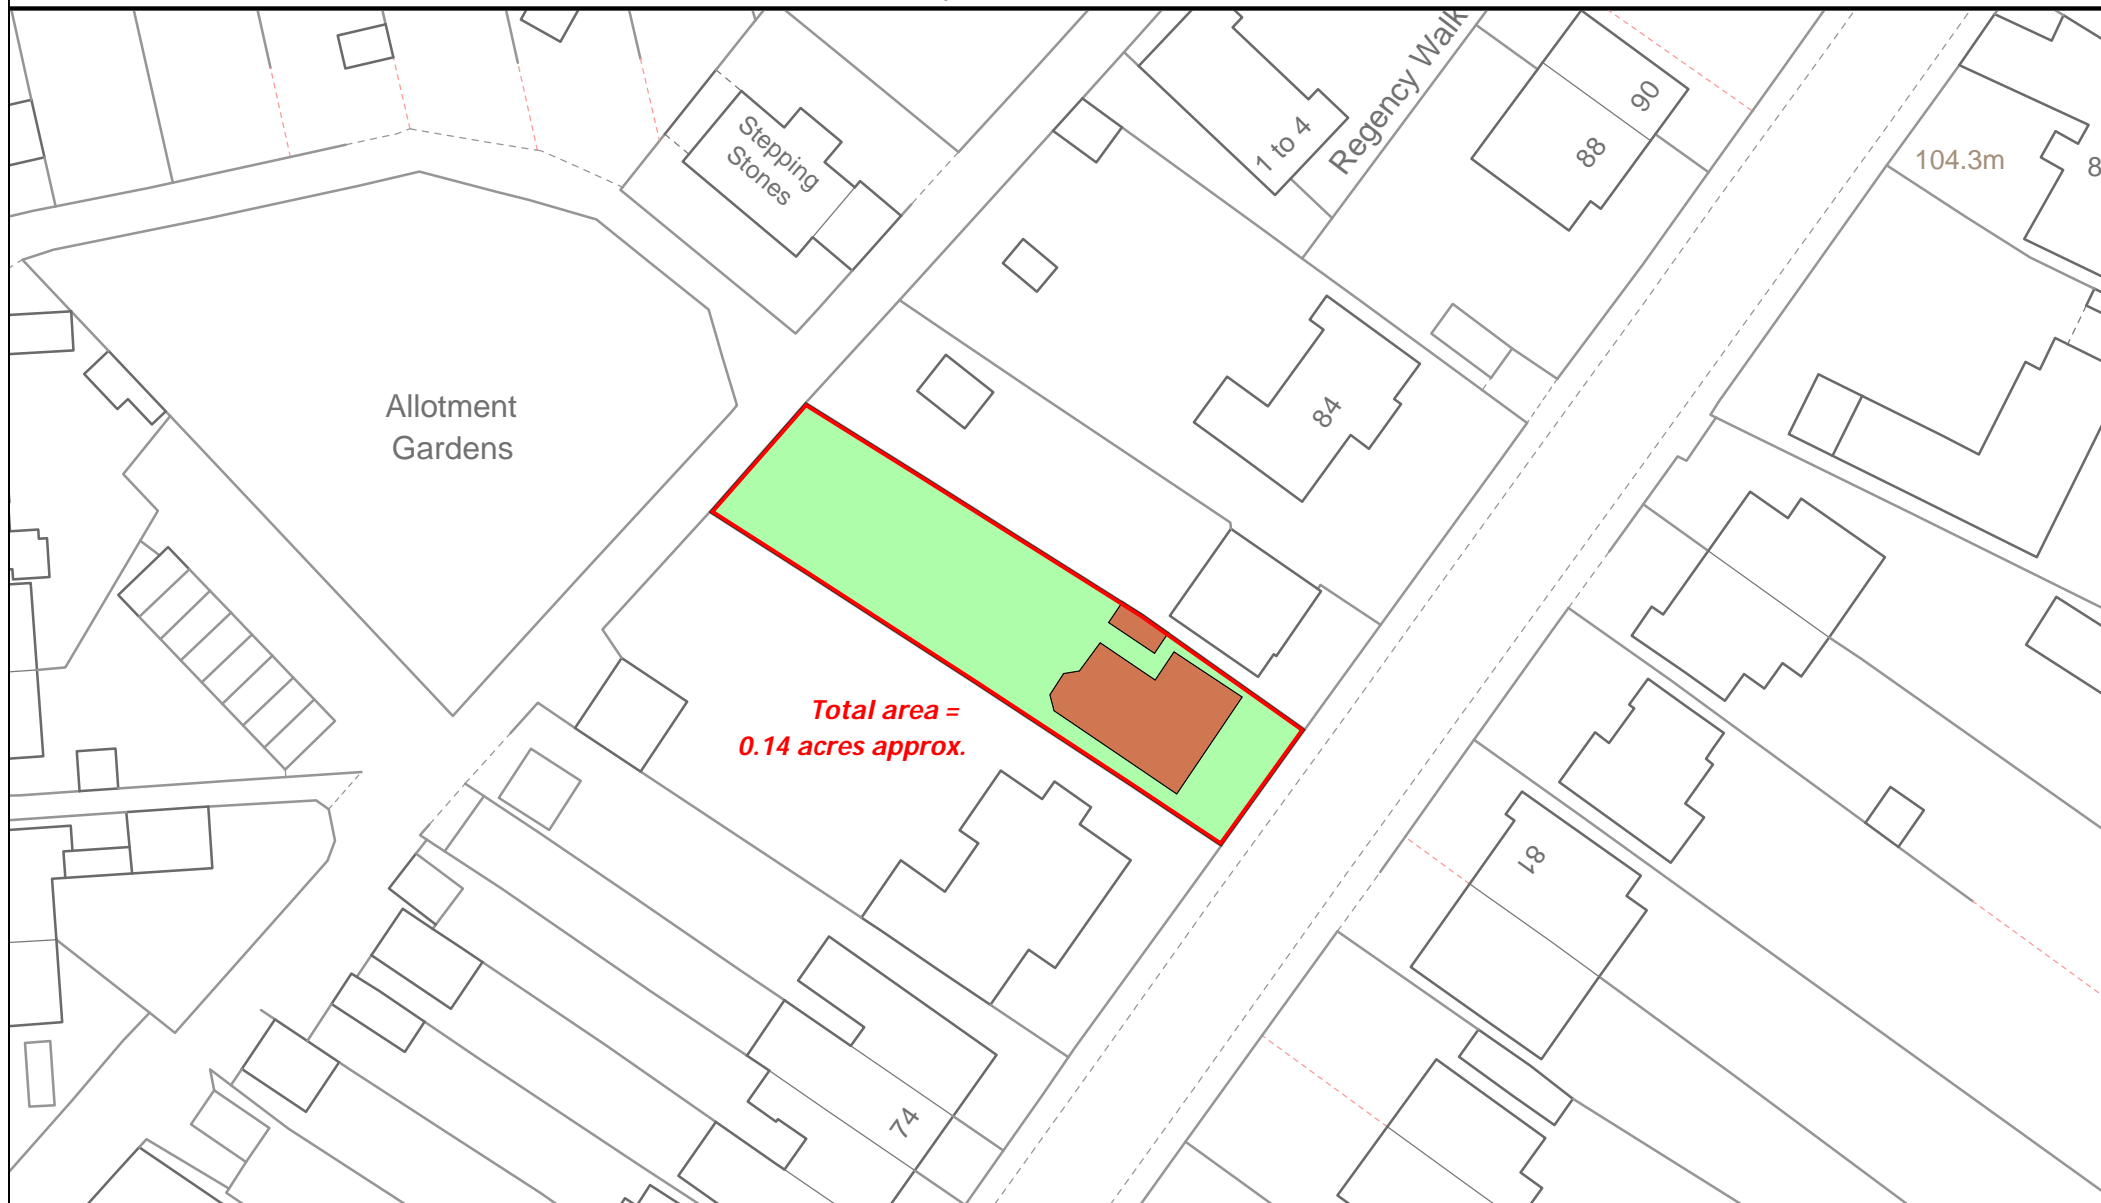 Regency Walk
90
Stepping
Stones
1 to 4
88
104.3m
8
Allotment
Gardens
84
Total area =
0.14 acres approx.
81
74